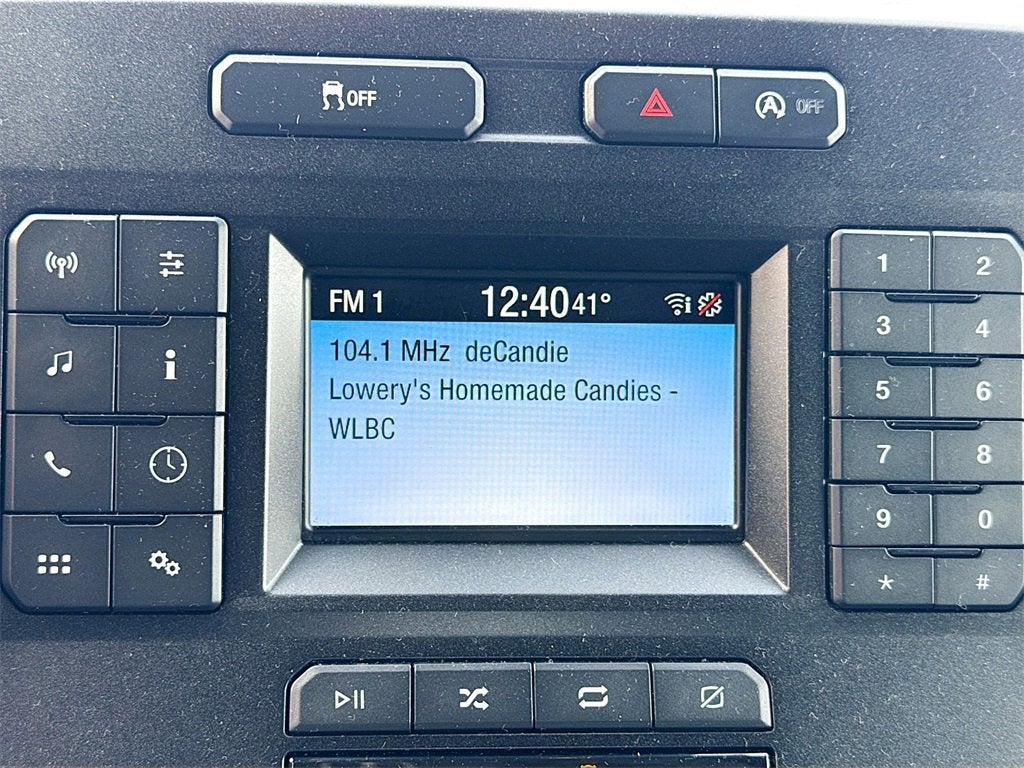 OFF
A OFF
FM 1 12:40 41° i
104.1 MHz deCandie
Lowery's Homemade Candies -
WLBC
i
1 2
3 4
5 6
7 8
9 0
* #